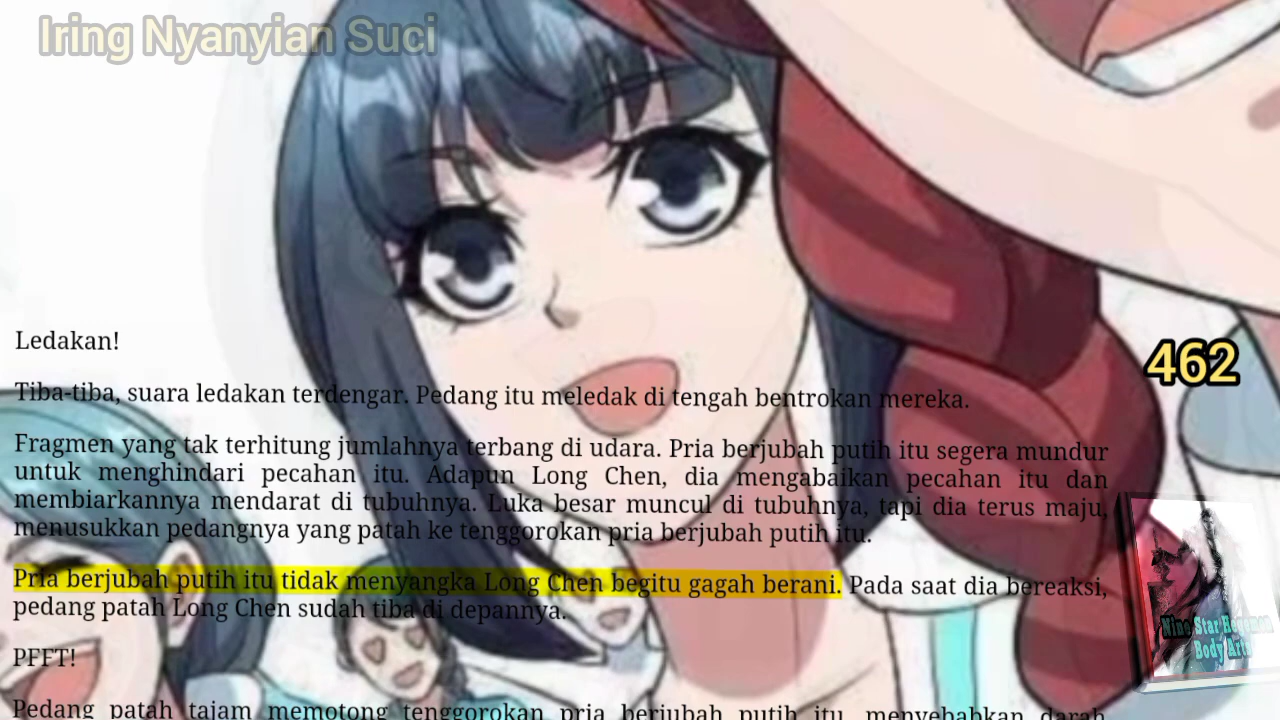 Iring Nyanyian Suci
Ledakan!
Tiba-tiba, suara ledakan terdengar. Pedang itu meledak di tengah bentrokan mereka.
462
Fragmen yang tak terhitung jumlahnya terbang di udara. Pria berjubah putih itu segera mundur
untuk menghindari pecahan itu. Adapun Long Chen, dia mengabaikan pecahan itu dan
membiarkannya mendarat di tubuhnya. Luka besar muncul di tubuhnya, tapi dia terus maju,
menusukkan pedangnya yang patah ke tenggorokan pria berjubah putih itu.
Pria berjubah putih itu tidak menyangka Long Chen begitu gagah berani. Pada saat dia bereaksi,
pedang patah Long Chen sudah tiba di depannya.
PFFT!
Nine Star Hegemon
Body Arts
Pedang patah tajam memotong tenggorokan pria berjubah putih itu, menyebabkan darah